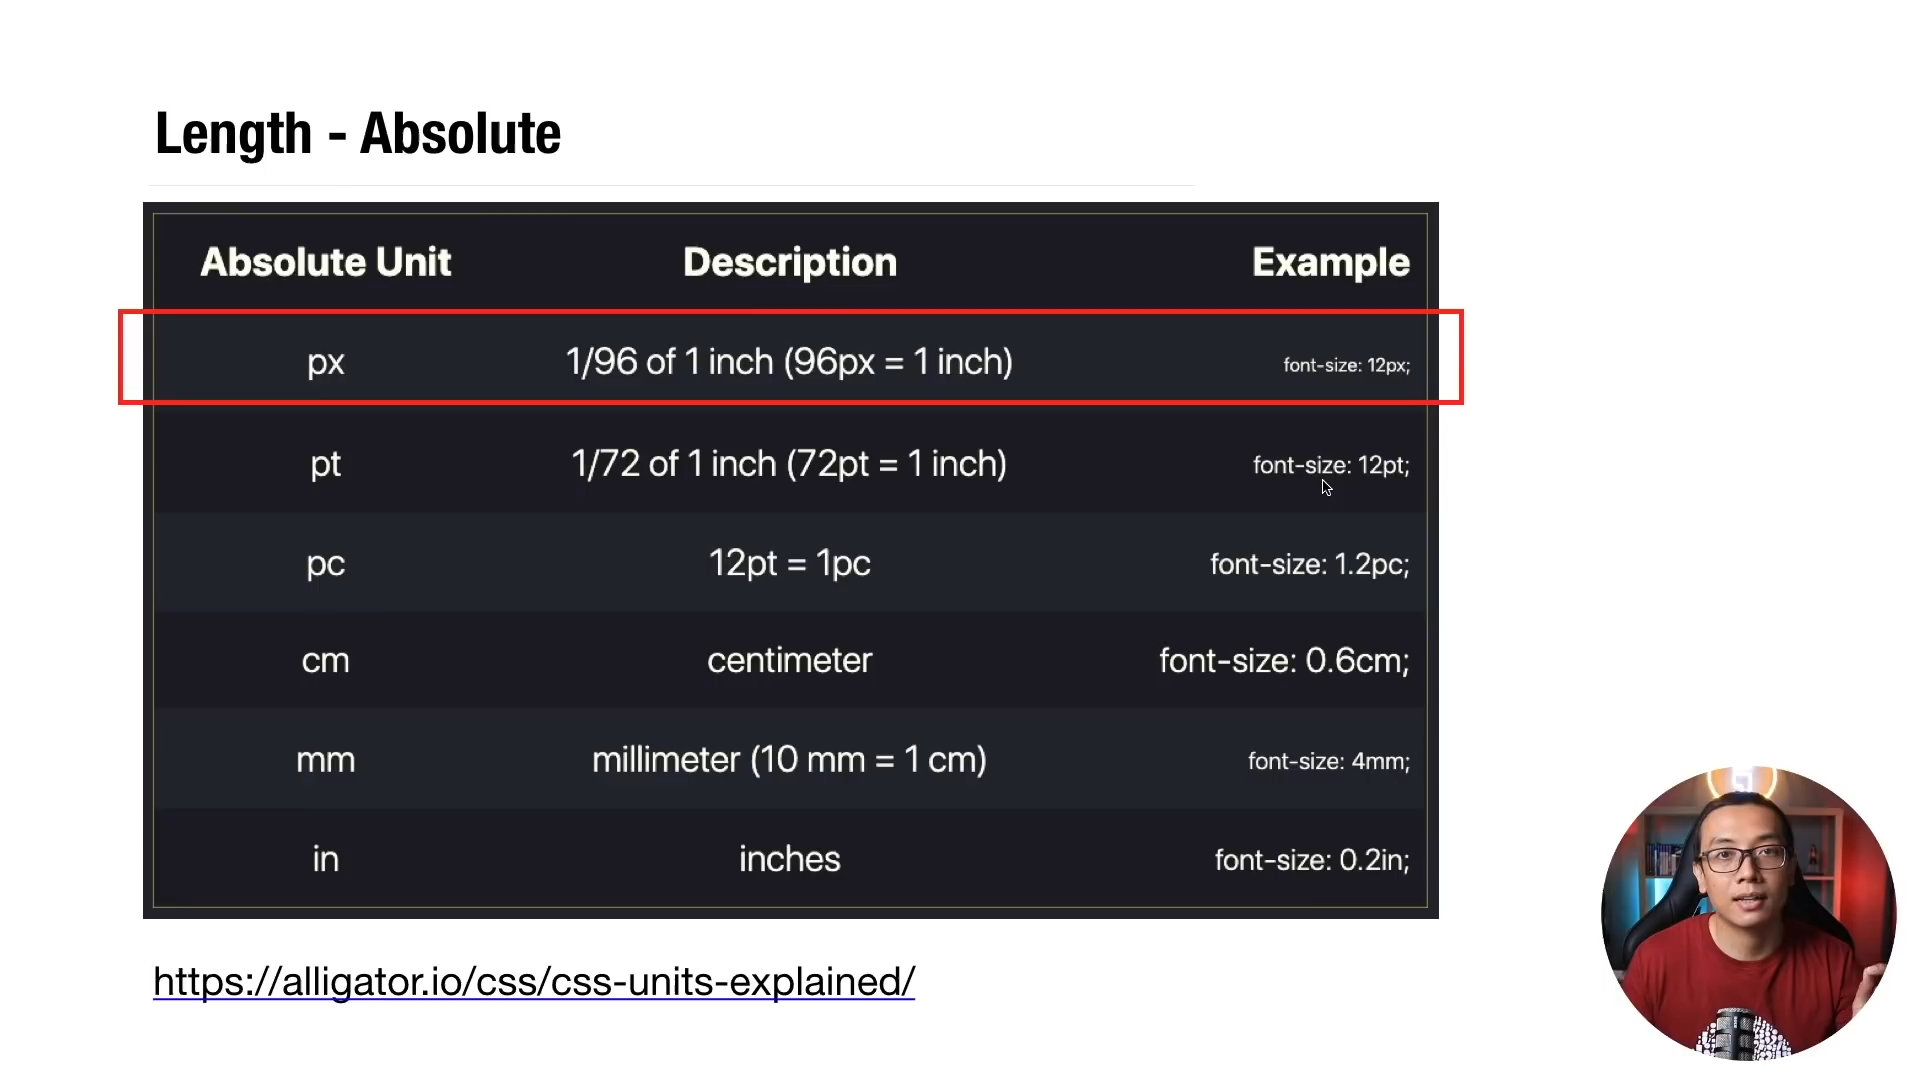 Length - Absolute
Absolute Unit Description Example
px 1/96 of 1 inch (96px = 1 inch) font-size: 12px;
pt 1/72 of 1 inch (72pt = 1 inch) font-size: 12pt;
pc 12pt = 1pc font-size: 1.2pc;
cm centimeter font-size: 0.6cm;
mm millimeter (10 mm = 1 cm) font-size: 4mm;
in inches font-size: 0.2in;
https://alligator.io/css/css-units-explained/